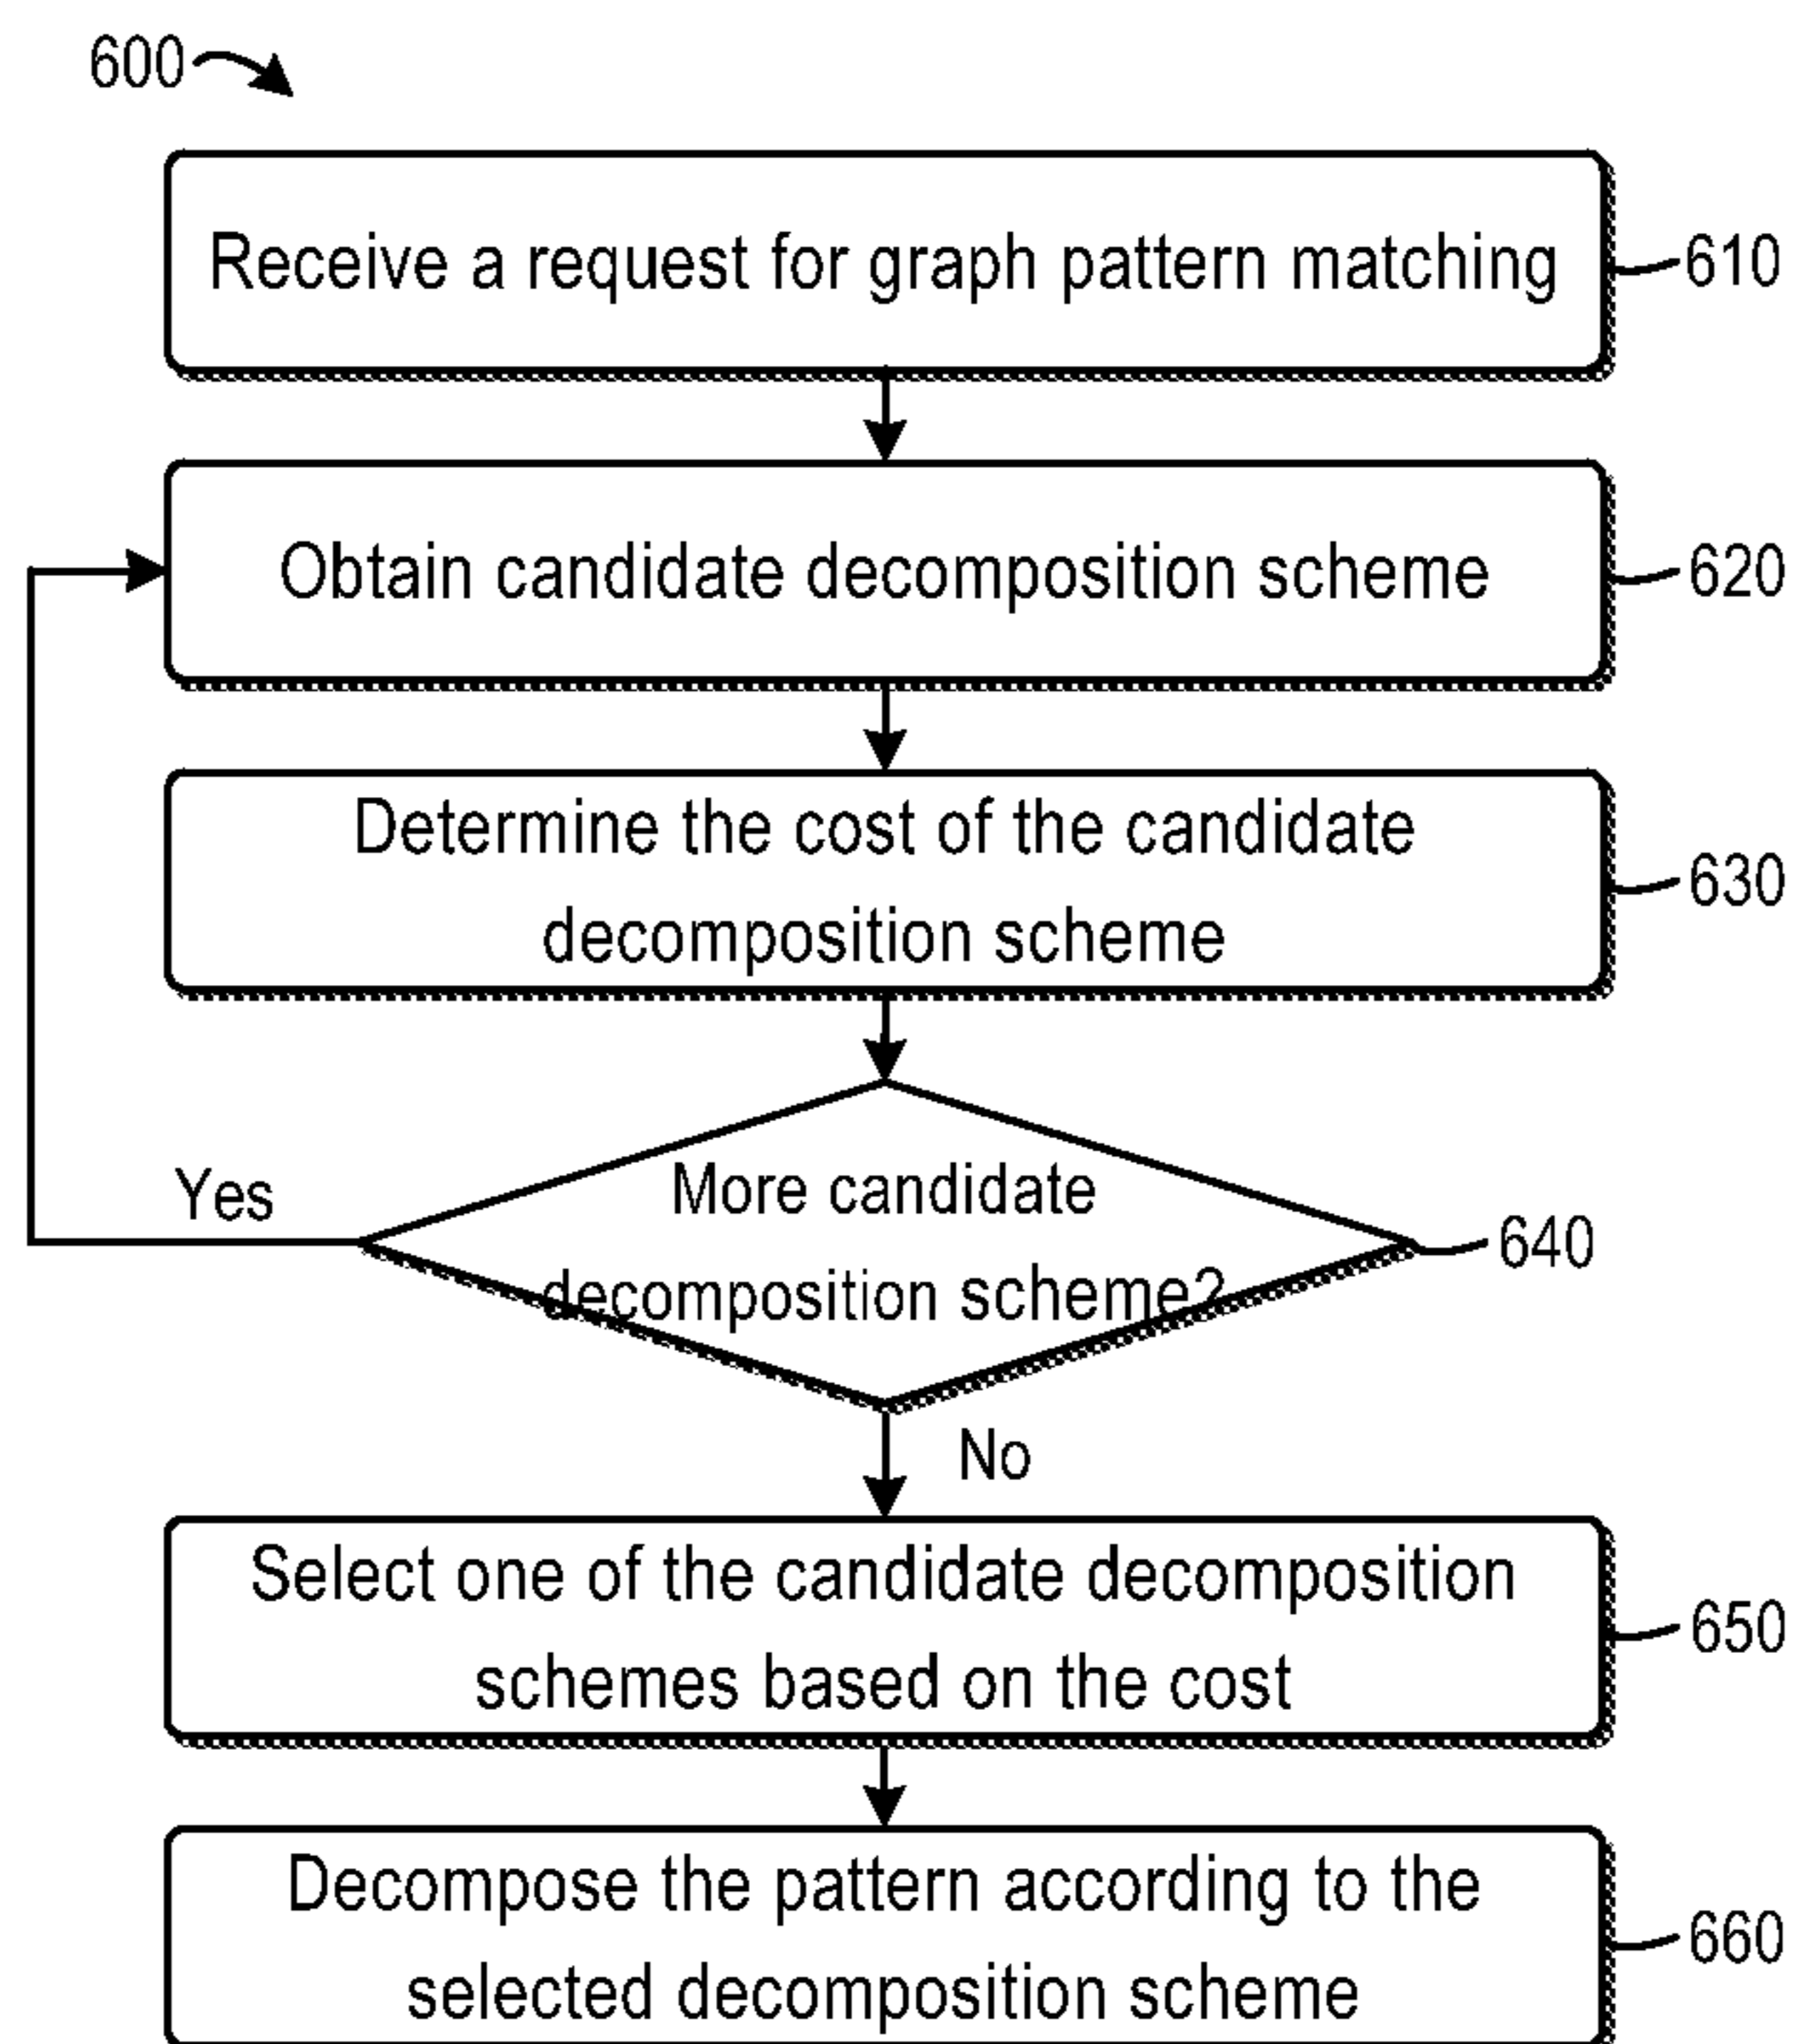 600
Receive a request for graph pattern matching
610
Obtain candidate decomposition scheme
620
Determine the cost of the candidate
decomposition scheme
630
More candidate
decomposition scheme?
640
Yes
No
Select one of the candidate decomposition
schemes based on the cost
650
Decompose the pattern according to the
selected decomposition scheme
660